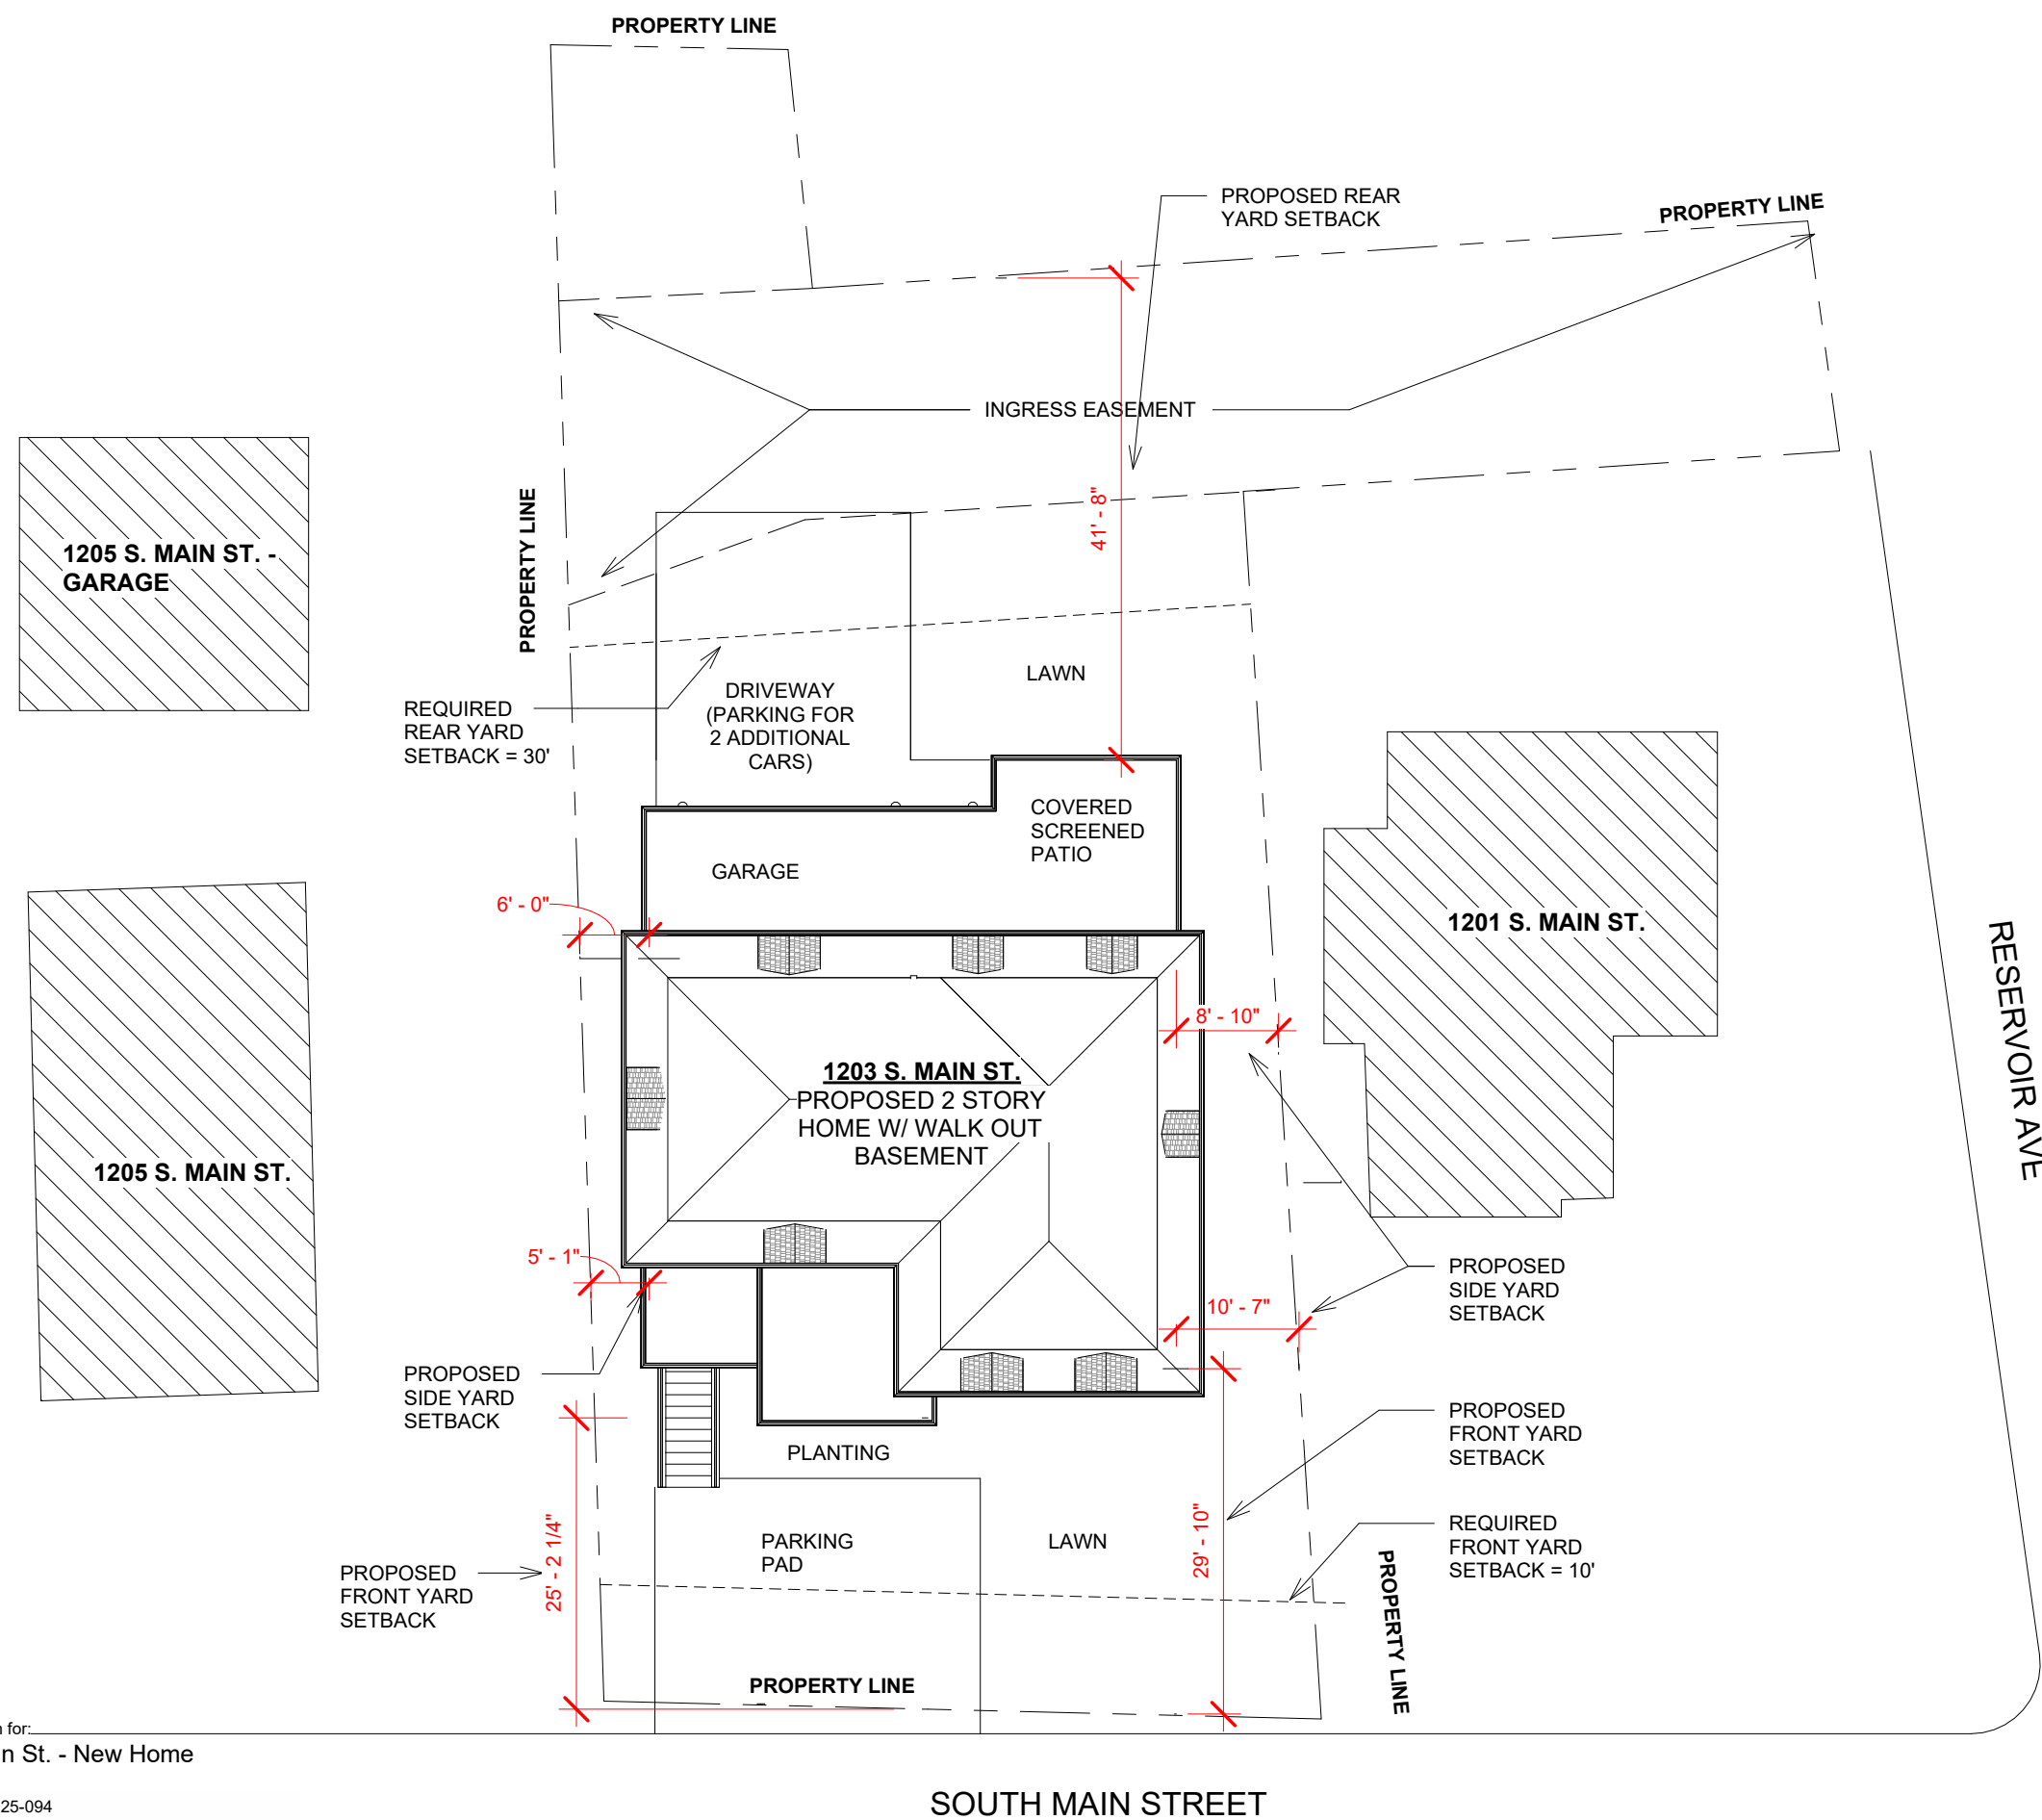 PROPERTY LINE
PROPOSED REAR
YARD SETBACK
PROPERTY LINE
INGRESS EASEMENT
41' - 8"
PROPERTY LINE
1205 S. MAIN ST. -
GARAGE
LAWN
DRIVEWAY
(PARKING FOR
2 ADDITIONAL
CARS)
REQUIRED
REAR YARD
SETBACK = 30'
COVERED
SCREENED
PATIO
GARAGE
6' - 0"
1201 S. MAIN ST.
RESERVOIR AVE
8' - 10"
1203 S. MAIN ST.
PROPOSED 2 STORY
HOME W/ WALK OUT
BASEMENT
1205 S. MAIN ST.
5' - 1"
PROPOSED
SIDE YARD
SETBACK
10' - 7"
PROPOSED
SIDE YARD
SETBACK
PROPOSED
FRONT YARD
SETBACK
PLANTING
PARKING
PAD
LAWN
29' - 10"
25' - 2 1/4"
REQUIRED
FRONT YARD
SETBACK = 10'
PROPOSED
FRONT YARD
SETBACK
PROPERTY LINE
PROPERTY LINE
for:
St. - New Home
25-094
SOUTH MAIN STREET